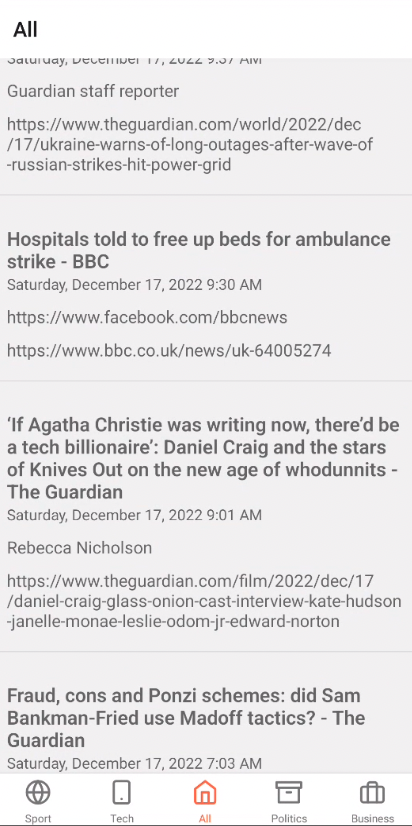 All
Saturday, December 17, 2022 9:37 AM
Guardian staff reporter
https://www.theguardian.com/world/2022/dec
/17/ukraine-warns-of-long-outages-after-wave-of
-russian-strikes-hit-power-grid
Hospitals told to free up beds for ambulance
strike - BBC
Saturday, December 17, 2022 9:30 AM
https://www.facebook.com/bbcnews
https://www.bbc.co.uk/news/uk-64005274
‘If Agatha Christie was writing now, there’d be
a tech billionaire’: Daniel Craig and the stars
of Knives Out on the new age of whodunnits -
The Guardian
Saturday, December 17, 2022 9:01 AM
Rebecca Nicholson
https://www.theguardian.com/film/2022/dec/17
/daniel-craig-glass-onion-cast-interview-kate-hudson
-janelle-monae-leslie-odom-jr-edward-norton
Fraud, cons and Ponzi schemes: did Sam
Bankman-Fried use Madoff tactics? - The
Guardian
Saturday, December 17, 2022 7:03 AM
Sport Tech All Politics Business